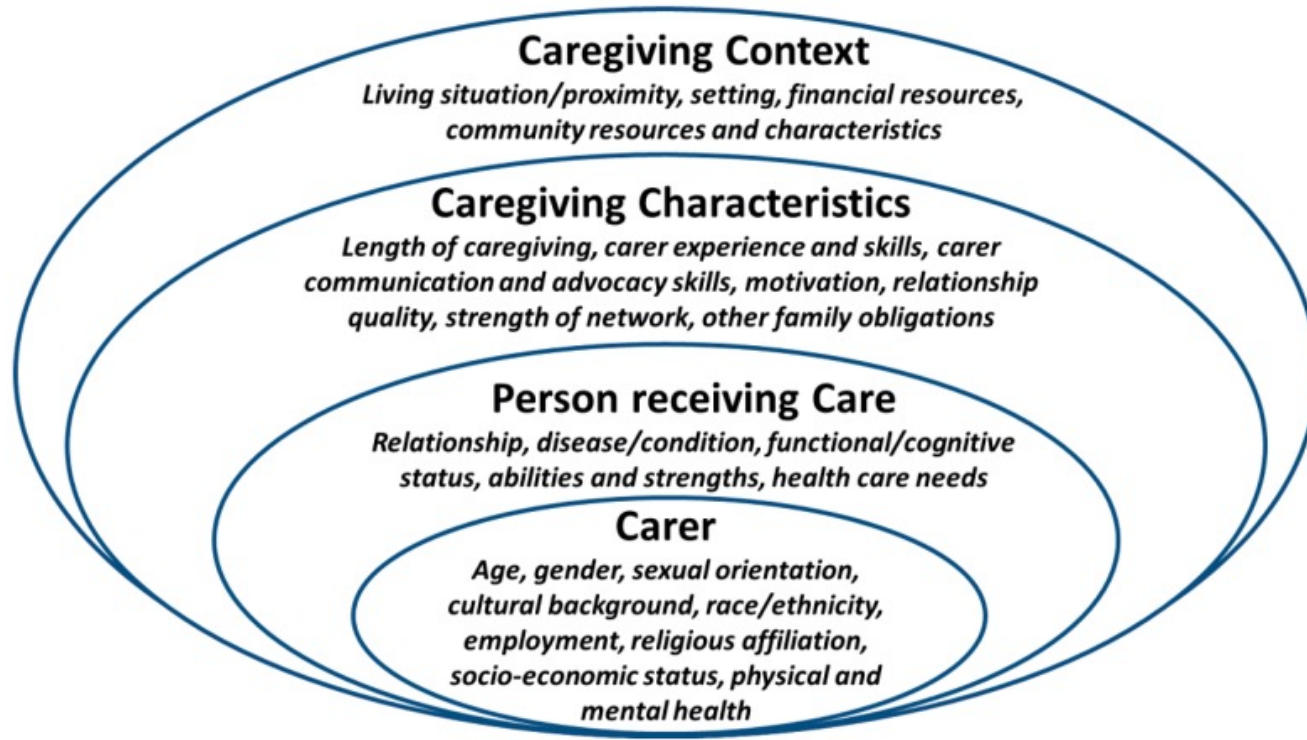 Caregiving Context
Living situation/proximity, setting, financial resources,
community resources and characteristics
Caregiving Characteristics
Length of caregiving, carer experience and skills, carer
communication and advocacy skills, motivation, relationship
quality, strength of network, other family obligations
Person receiving Care
Relationship, disease/condition, functional/cognitive
status, abilities and strengths, health care needs
Carer
Age, gender, sexual orientation,
cultural background, race/ethnicity,
employment, religious affiliation,
socio-economic status, physical and
mental health